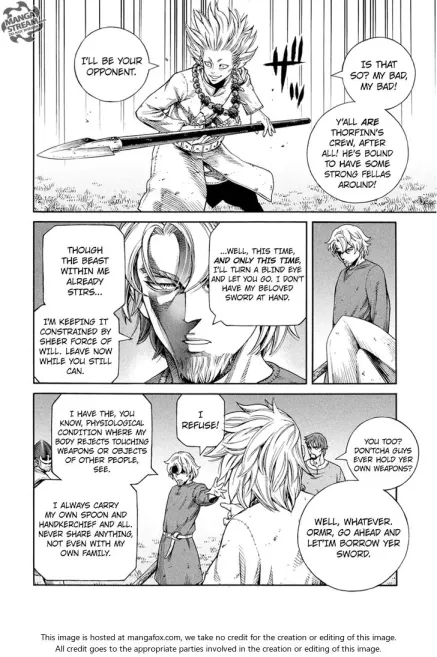 MANGA
STREAM
I'LL BE YOUR
OPPONENT.
IS THAT
SO? MY BAD,
MY BAD!
Y'ALL ARE
THORFINN'S
CREW, AFTER
ALL! HE'S BOUND
TO HAVE SOME
STRONG FELLAS
AROUND!
THOUGH
THE BEAST
WITHIN ME
ALREADY
STIRS...
I'M KEEPING IT
CONSTRAINED BY
SHEER FORCE OF
WILL. LEAVE NOW
WHILE YOU STILL
CAN.
...WELL, THIS TIME,
AND ONLY THIS TIME,
I'LL TURN A BLIND EYE
AND LET YOU GO. I DON'T
HAVE MY BELOVED
SWORD AT HAND.
I HAVE THE, YOU
KNOW, PHYSIOLOGICAL
CONDITION WHERE MY
BODY REJECTS TOUCHING
WEAPONS OR OBJECTS
OF OTHER PEOPLE,
SEE.
I ALWAYS CARRY
MY OWN SPOON AND
HANDKERCHIEF AND ALL.
NEVER SHARE ANYTHING,
NOT EVEN WITH MY
OWN FAMILY.
I
REFUSE!
YOU TOO?
DON'TCHA GUYS
EVER HOLD YER
OWN WEAPONS?
WELL, WHATEVER.
ORMR, GO AHEAD AND
LET'IM BORROW YER
SWORD.
This image is hosted at mangafox.com, we take no credit for the creation or editing of this image.
All credit goes to the appropriate parties involved in the creation or editing of this image.